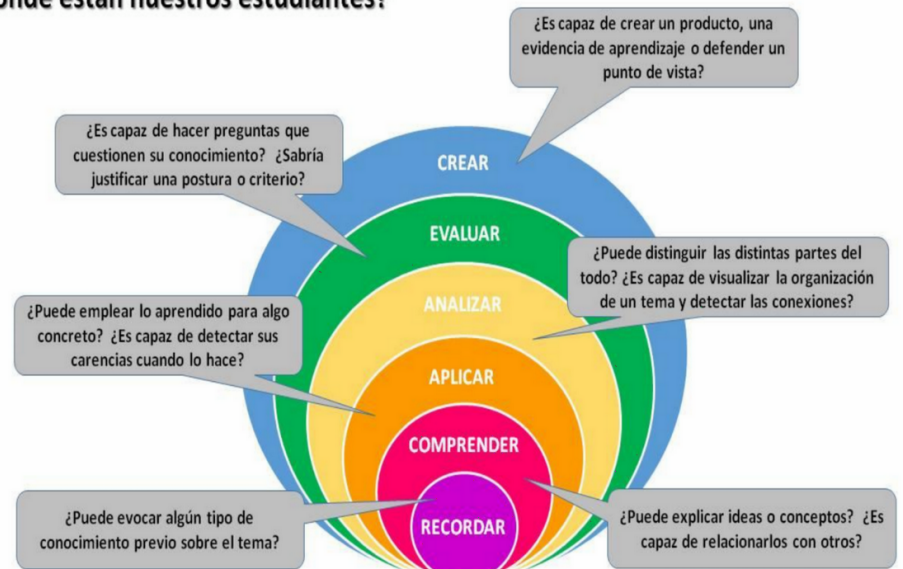 onde están nuestros estudiantes?
¿Es capaz de crear un producto, una
evidencia de aprendizaje o defender un
punto de vista?
¿Es capaz de hacer preguntas que
cuestionen su conocimiento? ¿Sabría
justificar una postura o criterio?
CREAR
EVALUAR
¿Puede distinguir las distintas partes del
todo? ¿Es capaz de visualizar la organización
de un tema y detectar las conexiones?
ANALIZAR
¿Puede emplear lo aprendido para algo
concreto? ¿Es capaz de detectar sus
carencias cuando lo hace?
APLICAR
COMPRENDER
¿Puede evocar algún tipo de
conocimiento previo sobre el tema?
RECORDAR
¿Puede explicar ideas o conceptos? ¿Es
capaz de relacionarlos con otros?